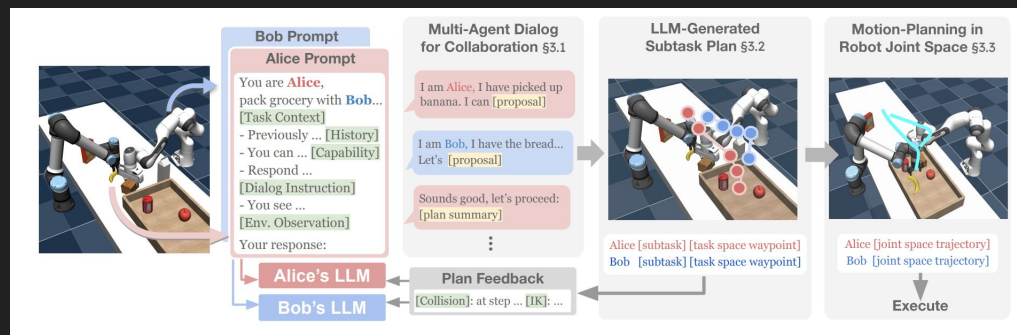 Bob Prompt
Alice Prompt
You are Alice,
pack grocery with Bob...
[Task Context]
- Previously ... [History]
- You can ... [Capability]
- Respond ...
[Dialog Instruction]
- You see ...
[Env. Observation]
Your response:
Alice's LLM
Bob's LLM
Multi-Agent Dialog
for Collaboration §3.1
I am Alice, I have picked up
banana. I can [proposal]
I am Bob, I have the bread...
Let's [proposal]
Sounds good, let's proceed:
[plan summary]
⋮
Plan Feedback
[Collision]: at step ... [IK]: ...
LLM-Generated
Subtask Plan §3.2
Alice [subtask] [task space waypoint]
Bob [subtask] [task space waypoint]
Motion-Planning in
Robot Joint Space §3.3
Alice [joint space trajectory]
Bob [joint space trajectory]
Execute